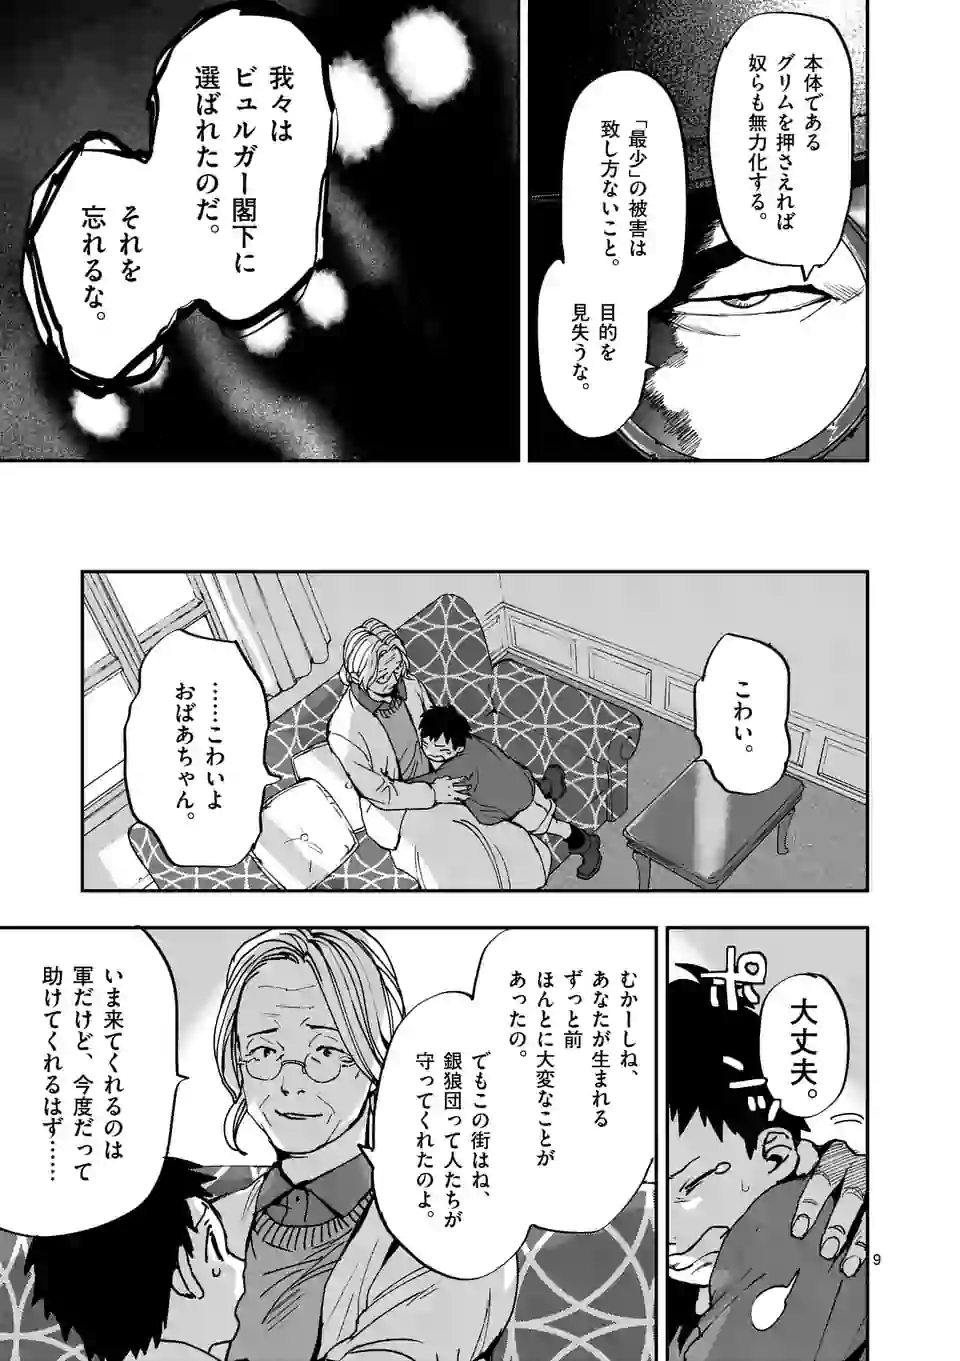 本体である
グリムを押さえれば
奴らも無力化する。
「最少」の被害は
致し方ないこと。
目的を
見失うな。
我々は
ビュルガー閣下に
選ばれたのだ。
それを
忘れるな。
こわい。
……こわいよ
おばあちゃん。
大丈夫。
ポン
むかーしね、
あなたが生まれる
ずっと前
ほんとに大変なことが
あったの。
でもこの街はね、
銀狼団って人たちが
守ってくれたのよ。
いま来てくれるのは
軍だけど、今度だって
助けてくれるはず……
9